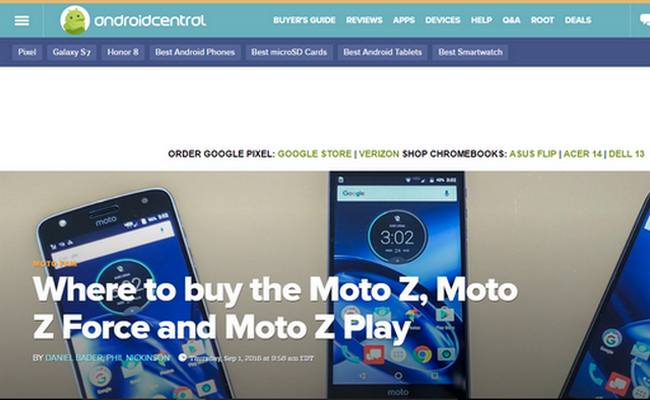 androidcentral BUYER'S GUIDE REVIEWS APPS DEVICES HELP Q&A ROOT DEALS
Pixel Galaxy S7 Honor 8 Best Android Phones Best microSD Cards Best Android Tablets Best Smartwatch
ORDER GOOGLE PIXEL: GOOGLE STORE | VERIZON SHOP CHROMEBOOKS: ASUS FLIP | ACER 14 | DELL 13
moto
Google
3:02
Where to buy the Moto Z, Moto
Z Force and Moto Z Play
BY DANIEL BADER, PHIL NICKINSON Thursday, Sep 1, 2016 at 9:58 am EDT
moto